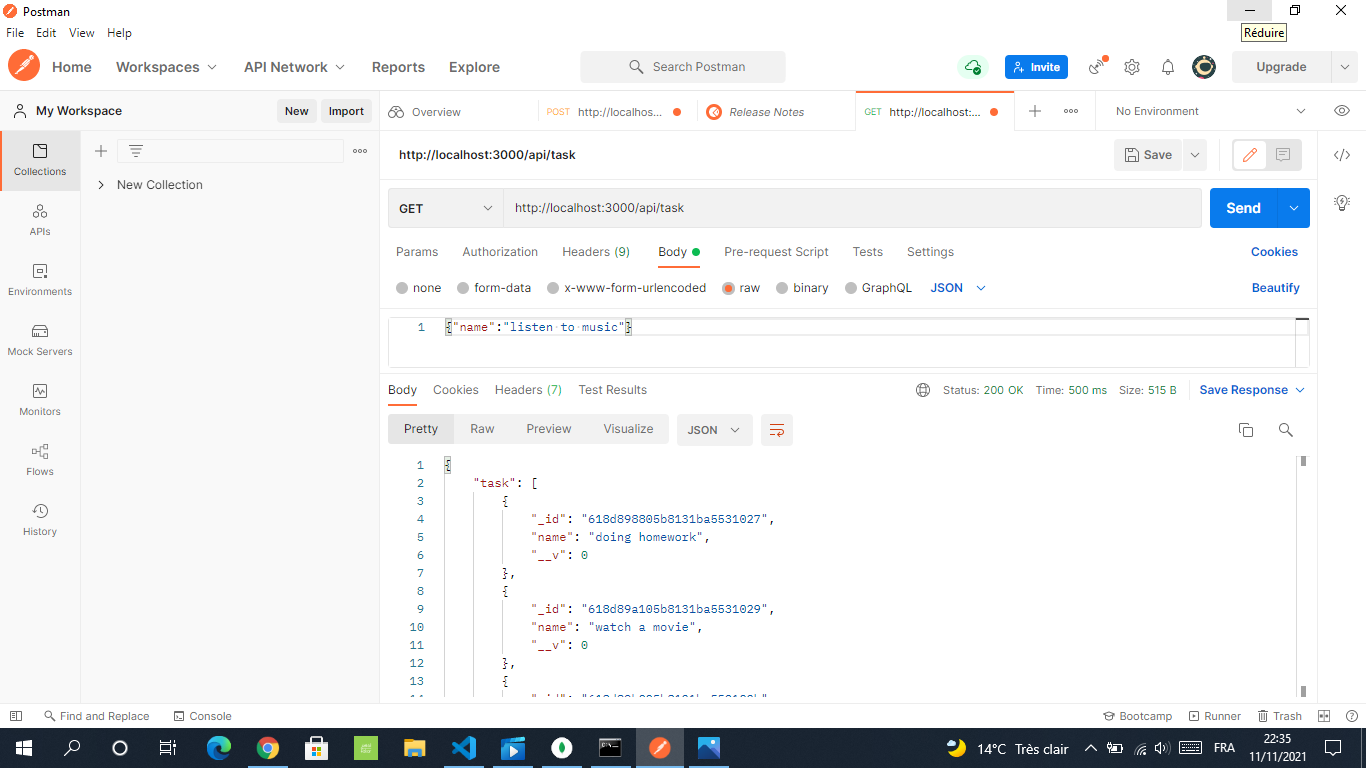 Postman
Réduire
File Edit View Help
Home Workspaces API Network Reports Explore Search Postman Invite Upgrade
My Workspace New Import Overview POST http://localhos... Release Notes GET http://localhost:... No Environment
http://localhost:3000/api/task Save
Collections
New Collection
GET http://localhost:3000/api/task Send
APIs
Params Authorization Headers (9) Body Pre-request Script Tests Settings Cookies
Environments
none form-data x-www-form-urlencoded raw binary GraphQL JSON Beautify
1 {"name":"listen to music"}
Mock Servers
Body Cookies Headers (7) Test Results Status: 200 OK Time: 500 ms Size: 515 B Save Response
Monitors
Pretty Raw Preview Visualize JSON
Flows
History
1 {
2 "task": [
3 {
4 "_id": "618d898805b8131ba5531027",
5 "name": "doing homework",
6 "__v": 0
7 },
8 {
9 "_id": "618d89a105b8131ba5531029",
10 "name": "watch a movie",
11 "__v": 0
12 },
13 {
Find and Replace Console Bootcamp Runner Trash
14°C Très clair FRA 22:35
11/11/2021